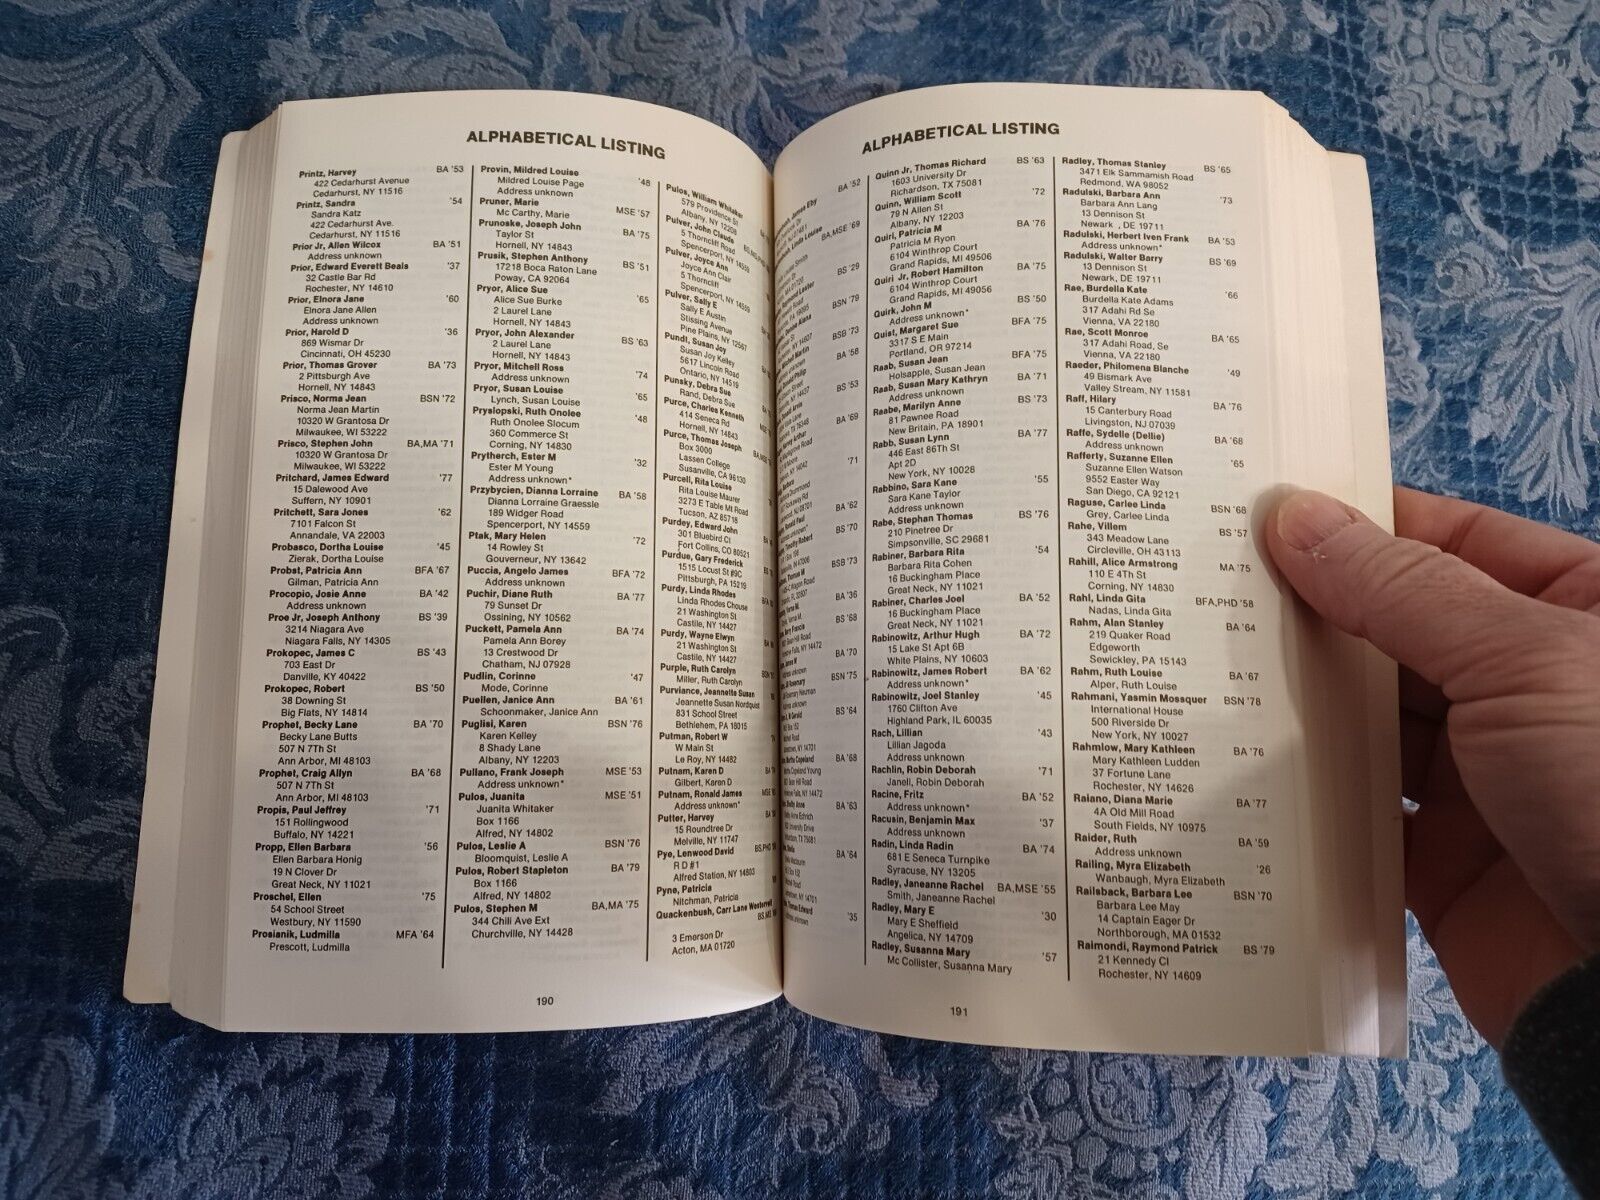 ALPHABETICAL LISTING
Printz, Harvey BA '53
422 Cedarhurst Avenue
Cedarhurst, NY 11516
Printz, Sandra '54
Sandra Katz
422 Cedarhurst Ave.
Cedarhurst, NY 11516
Prior Jr, Allen Wilcox BA '51
Address unknown
Prior, Edward Everett Beals '37
32 Castle Bar Rd
Rochester, NY 14610
Prior, Elnora Jane '60
Elnora Jane Allen
Address unknown
Prior, Harold D '36
869 Wismar Dr
Cincinnati, OH 45230
Prior, Thomas Grover BA '73
2 Pittsburgh Ave
Hornell, NY 14843
Prisco, Norma Jean BSN '72
Norma Jean Martin
10320 W Grantosa Dr
Milwaukee, WI 53222
Prisco, Stephen John BA,MA '71
10320 W Grantosa Dr
Milwaukee, WI 53222
Pritchard, James Edward '77
15 Dalewood Ave
Suffern, NY 10901
Pritchett, Sara Jones '62
7101 Falcon St
Annandale, VA 22003
Probasco, Dortha Louise '45
Zierak, Dortha Louise
Probst, Patricia Ann BFA '67
Gilman, Patricia Ann
Procopio, Josie Anne BA '42
Address unknown
Proe Jr, Joseph Anthony BS '39
3214 Niagara Ave
Niagara Falls, NY 14305
Prokopec, James C BS '43
703 East Dr
Danville, KY 40422
Prokopec, Robert BS '50
38 Downing St
Big Flats, NY 14814
Prophet, Becky Lane BA '70
Becky Lane Butts
507 N 7Th St
Ann Arbor, MI 48103
Prophet, Craig Allyn BA '68
507 N 7Th St
Ann Arbor, MI 48103
Propis, Paul Jeffrey '71
151 Rollingwood
Buffalo, NY 14221
Propp, Ellen Barbara '56
Ellen Barbara Honig
19 N Clover Dr
Great Neck, NY 11021
Proschel, Ellen '75
54 School Street
Westbury, NY 11590
Prosianik, Ludmilla MFA '64
Prescott, Ludmilla
Provin, Mildred Louise '48
Mildred Louise Page
Address unknown
Pruner, Marie MSE '57
Mc Carthy, Marie
Prunoske, Joseph John BA '75
Taylor St
Hornell, NY 14843
Prusik, Stephen Anthony BS '51
17218 Boca Raton Lane
Poway, CA 92064
Pryor, Alice Sue '65
Alice Sue Burke
2 Laurel Lane
Hornell, NY 14843
Pryor, John Alexander BS '63
2 Laurel Lane
Hornell, NY 14843
Pryor, Mitchell Ross '74
Address unknown
Pryor, Susan Louise '65
Lynch, Susan Louise
Pryslopski, Ruth Onolee '48
Ruth Onolee Slocum
360 Commerce St
Corning, NY 14830
Prytherch, Ester M '32
Ester M Young
Address unknown*
Przybycien, Dianna Lorraine BA '58
Dianna Lorraine Graessle
189 Widger Road
Spencerport, NY 14559
Ptak, Mary Helen '72
14 Rowley St
Gouverneur, NY 13642
Puccia, Angelo James BFA '72
Address unknown
Puchir, Diane Ruth BA '77
79 Sunset Dr
Ossining, NY 10562
Puckett, Pamela Ann BA '74
Pamela Ann Borey
13 Crestwood Dr
Chatham, NJ 07928
Pudlin, Corinne '47
Mode, Corinne
Puellen, Janice Ann BA '61
Schoonmaker, Janice Ann
Puglisi, Karen BSN '76
Karen Kelley
8 Shady Lane
Albany, NY 12203
Pullano, Frank Joseph MSE '53
Address unknown*
Pulos, Juanita MSE '51
Juanita Whitaker
Box 1166
Alfred, NY 14802
Pulos, Leslie A BSN '76
Bloomquist, Leslie A
Pulos, Robert Stapleton BA '79
Box 1166
Alfred, NY 14802
Pulos, Stephen M BA,MA '75
344 Chili Ave Ext
Churchville, NY 14428
Pulos, William Whitaker
579 Providence St
Albany, NY 12208
Pulver, John Claude
5 Thorncliff Road
Spencerport, NY 14559
Pulver, Joyce Ann
Joyce Ann Clair
5 Thorncliff
Spencerport, NY 14559
Pulver, Sally E
Sally E Austin
Stissing Avenue
Pine Plains, NY 12567
Pundt, Susan Joy
Susan Joy Kelley
5617 Lincoln Road
Ontario, NY 14519
Punsky, Debra Sue
Rand, Debra Sue
Purce, Charles Kenneth
414 Seneca Rd
Hornell, NY 14843
Purce, Thomas Joseph
Box 3000
Lassen College
Susanville, CA 96130
Purcell, Rita Louise
Rita Louise Maurer
3273 E Table Mt Road
Tucson, AZ 85718
Purdey, Edward John
301 Bluebird Ct
Fort Collins, CO 80521
Purdue, Gary Frederick
1515 Locust St #9C
Pittsburgh, PA 15219
Purdy, Linda Rhodes
Linda Rhodes Chouse
21 Washington St
Castile, NY 14427
Purdy, Wayne Elwyn
21 Washington St
Castile, NY 14427
Purple, Ruth Carolyn
Miller, Ruth Carolyn
Purviance, Jeannette Susan
Jeannette Susan Nordquist
831 School Street
Bethlehem, PA 18015
Putman, Robert W
W Main St
Le Roy, NY 14482
Putnam, Karen D
Gilbert, Karen D
Putnam, Ronald James
Address unknown*
Putter, Harvey
15 Roundtree Dr
Melville, NY 11747
Pye, Lenwood David
R D #1
Alfred Station, NY 14803
Pyne, Patricia
Nitchman, Patricia
Quackenbush, Carr Lane Westervelt
3 Emerson Dr
Acton, MA 01720
190
ALPHABETICAL LISTING
BA '52
BA,MSE '69
BS '29
BSN '79
BSB '73
BA '58
BS '53
BA '69
'71
BA '62
BS '70
BSB '73
BA '36
BS '68
BA '70
BSN '75
BS '64
BA '68
BA '63
BA '64
'35
Quinn Jr, Thomas Richard BS '63
1603 University Dr
Richardson, TX 75081
Quinn, William Scott '72
79 N Allen St
Albany, NY 12203
Quiri, Patricia M BA '76
Patricia M Ryon
6104 Winthrop Court
Grand Rapids, MI 49506
Quiri Jr, Robert Hamilton BA '75
6104 Winthrop Court
Grand Rapids, MI 49056
Quirk, John M BS '50
Address unknown*
Quist, Margaret Sue BFA '75
3317 S E Main
Portland, OR 97214
Raab, Susan Jean BFA '75
Holsapple, Susan Jean
Raab, Susan Mary Kathryn BA '71
Address unknown
Raabe, Marilyn Anne BS '73
81 Pawnee Road
New Britain, PA 18901
Rabb, Susan Lynn BA '77
446 East 86Th St
Apt 2D
New York, NY 10028
Rabbino, Sara Kane '55
Sara Kane Taylor
Address unknown
Rabe, Stephan Thomas BS '76
210 Pinetree Dr
Simpsonville, SC 29681
Rabiner, Barbara Rita '54
Barbara Rita Cohen
16 Buckingham Place
Great Neck, NY 11021
Rabiner, Charles Joel BA '52
16 Buckingham Place
Great Neck, NY 11021
Rabinowitz, Arthur Hugh BA '72
15 Lake St Apt 6B
White Plains, NY 10603
Rabinowitz, James Robert BA '62
Address unknown*
Rabinowitz, Joel Stanley '45
1760 Clifton Ave
Highland Park, IL 60035
Rach, Lillian '43
Lillian Jagoda
Address unknown
Rachlin, Robin Deborah '71
Janell, Robin Deborah
Racine, Fritz BA '52
Address unknown*
Racusin, Benjamin Max '37
Address unknown
Radin, Linda Radin BA '74
681 E Seneca Turnpike
Syracuse, NY 13205
Radley, Janeanne Rachel BA,MSE '55
Smith, Janeanne Rachel
Radley, Mary E '30
Mary E Sheffield
Angelica, NY 14709
Radley, Susanna Mary '57
Mc Collister, Susanna Mary
Radley, Thomas Stanley BS '65
3471 Elk Sammamish Road
Redmond, WA 98052
Radulski, Barbara Ann '73
Barbara Ann Lang
13 Dennison St
Newark , DE 19711
Radulski, Herbert Iven Frank BA '53
Address unknown*
Radulski, Walter Barry BS '69
13 Dennison St
Newark, DE 19711
Rae, Burdella Kate '66
Burdella Kate Adams
317 Adahi Rd Se
Vienna, VA 22180
Rae, Scott Monroe BA '65
317 Adahi Road, Se
Vienna, VA 22180
Raeder, Philomena Blanche '49
49 Bismark Ave
Valley Stream, NY 11581
Raff, Hilary BA '76
15 Canterbury Road
Livingston, NJ 07039
Raffe, Sydelle (Dellie) BA '68
Address unknown
Rafferty, Suzanne Ellen '65
Suzanne Ellen Watson
9552 Easter Way
San Diego, CA 92121
Raguse, Carlee Linda BSN '68
Grey, Carlee Linda
Rahe, Villem BS '57
343 Meadow Lane
Circleville, OH 43113
Rahill, Alice Armstrong MA '75
110 E 4Th St
Corning, NY 14830
Rahl, Linda Gita BFA,PHD '58
Nadas, Linda Gita
Rahm, Alan Stanley BA '64
219 Quaker Road
Edgeworth
Sewickley, PA 15143
Rahm, Ruth Louise BA '67
Alper, Ruth Louise
Rahmani, Yasmin Mosquer BSN '78
International House
500 Riverside Dr
New York, NY 10027
Rahmlow, Mary Kathleen BA '76
Mary Kathleen Ludden
37 Fortune Lane
Rochester, NY 14626
Raiano, Diana Marie BA '77
4A Old Mill Road
South Fields, NY 10975
Raider, Ruth BA '59
Address unknown
Railing, Myra Elizabeth '26
Wanbaugh, Myra Elizabeth
Railsback, Barbara Lee BSN '70
Barbara Lee May
14 Captain Eager Dr
Northborough, MA 01532
Raimondi, Raymond Patrick BS '79
21 Kennedy Cl
Rochester, NY 14609
191